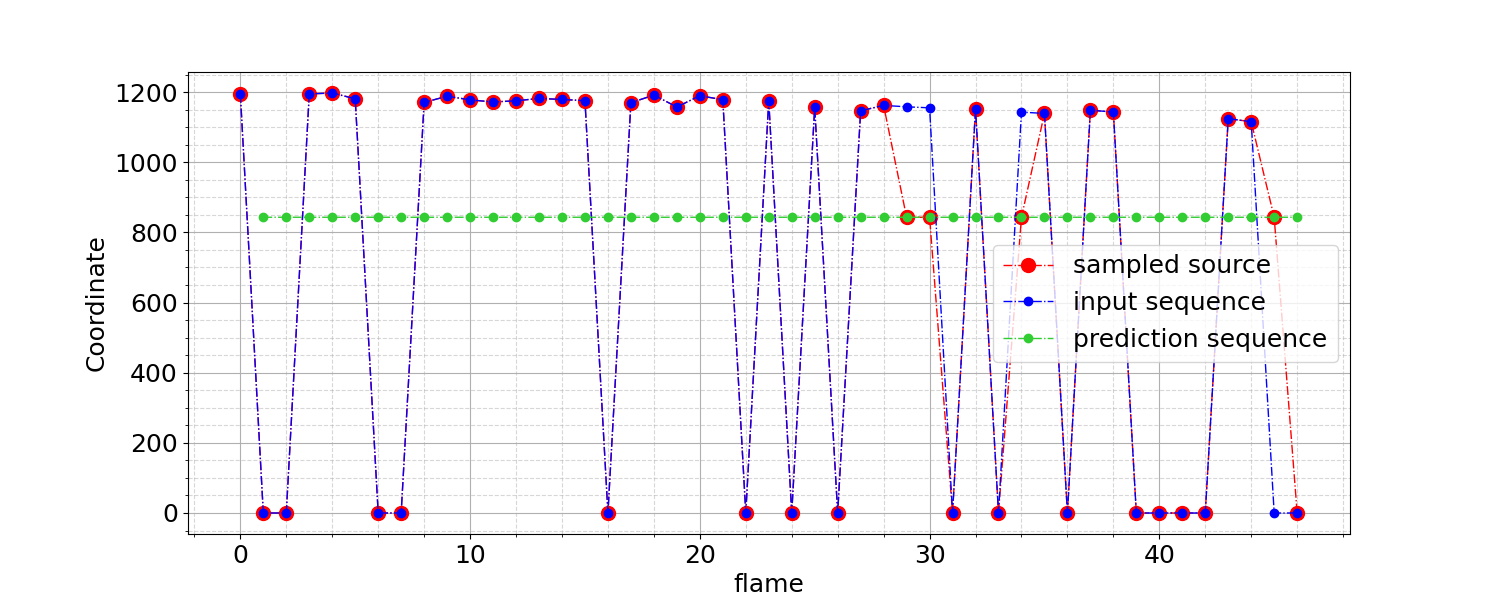 1200
1000
800
600
400
200
0
Coordinate
sampled source
input sequence
prediction sequence
0 10 20 30 40
flame